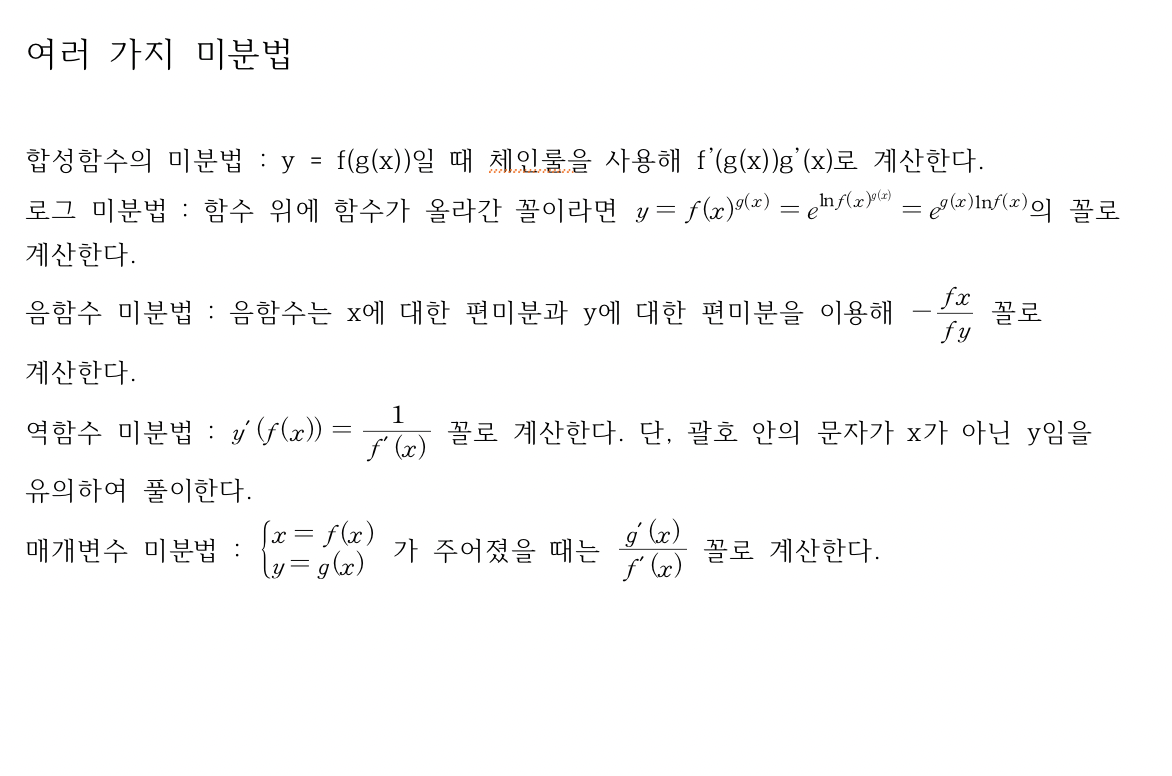 여러 가지 미분법
합성함수의 미분법 : y = f(g(x))일 때 체인룰을 사용해 f’(g(x))g’(x)로 계산한다.
로그 미분법 : 함수 위에 함수가 올라간 꼴이라면 $y = f(x)^{g(x)} = e^{\ln f(x)^{g(x)}} = e^{g(x)\ln f(x)}$의 꼴로
계산한다.
음함수 미분법 : 음함수는 x에 대한 편미분과 y에 대한 편미분을 이용해 $-\frac{fx}{fy}$ 꼴로
계산한다.
역함수 미분법 : $y'(f(x)) = \frac{1}{f'(x)}$ 꼴로 계산한다. 단, 괄호 안의 문자가 x가 아닌 y임을
유의하여 풀이한다.
매개변수 미분법 : $\begin{cases} x = f(x) \\ y = g(x) \end{cases}$ 가 주어졌을 때는 $\frac{g'(x)}{f'(x)}$ 꼴로 계산한다.